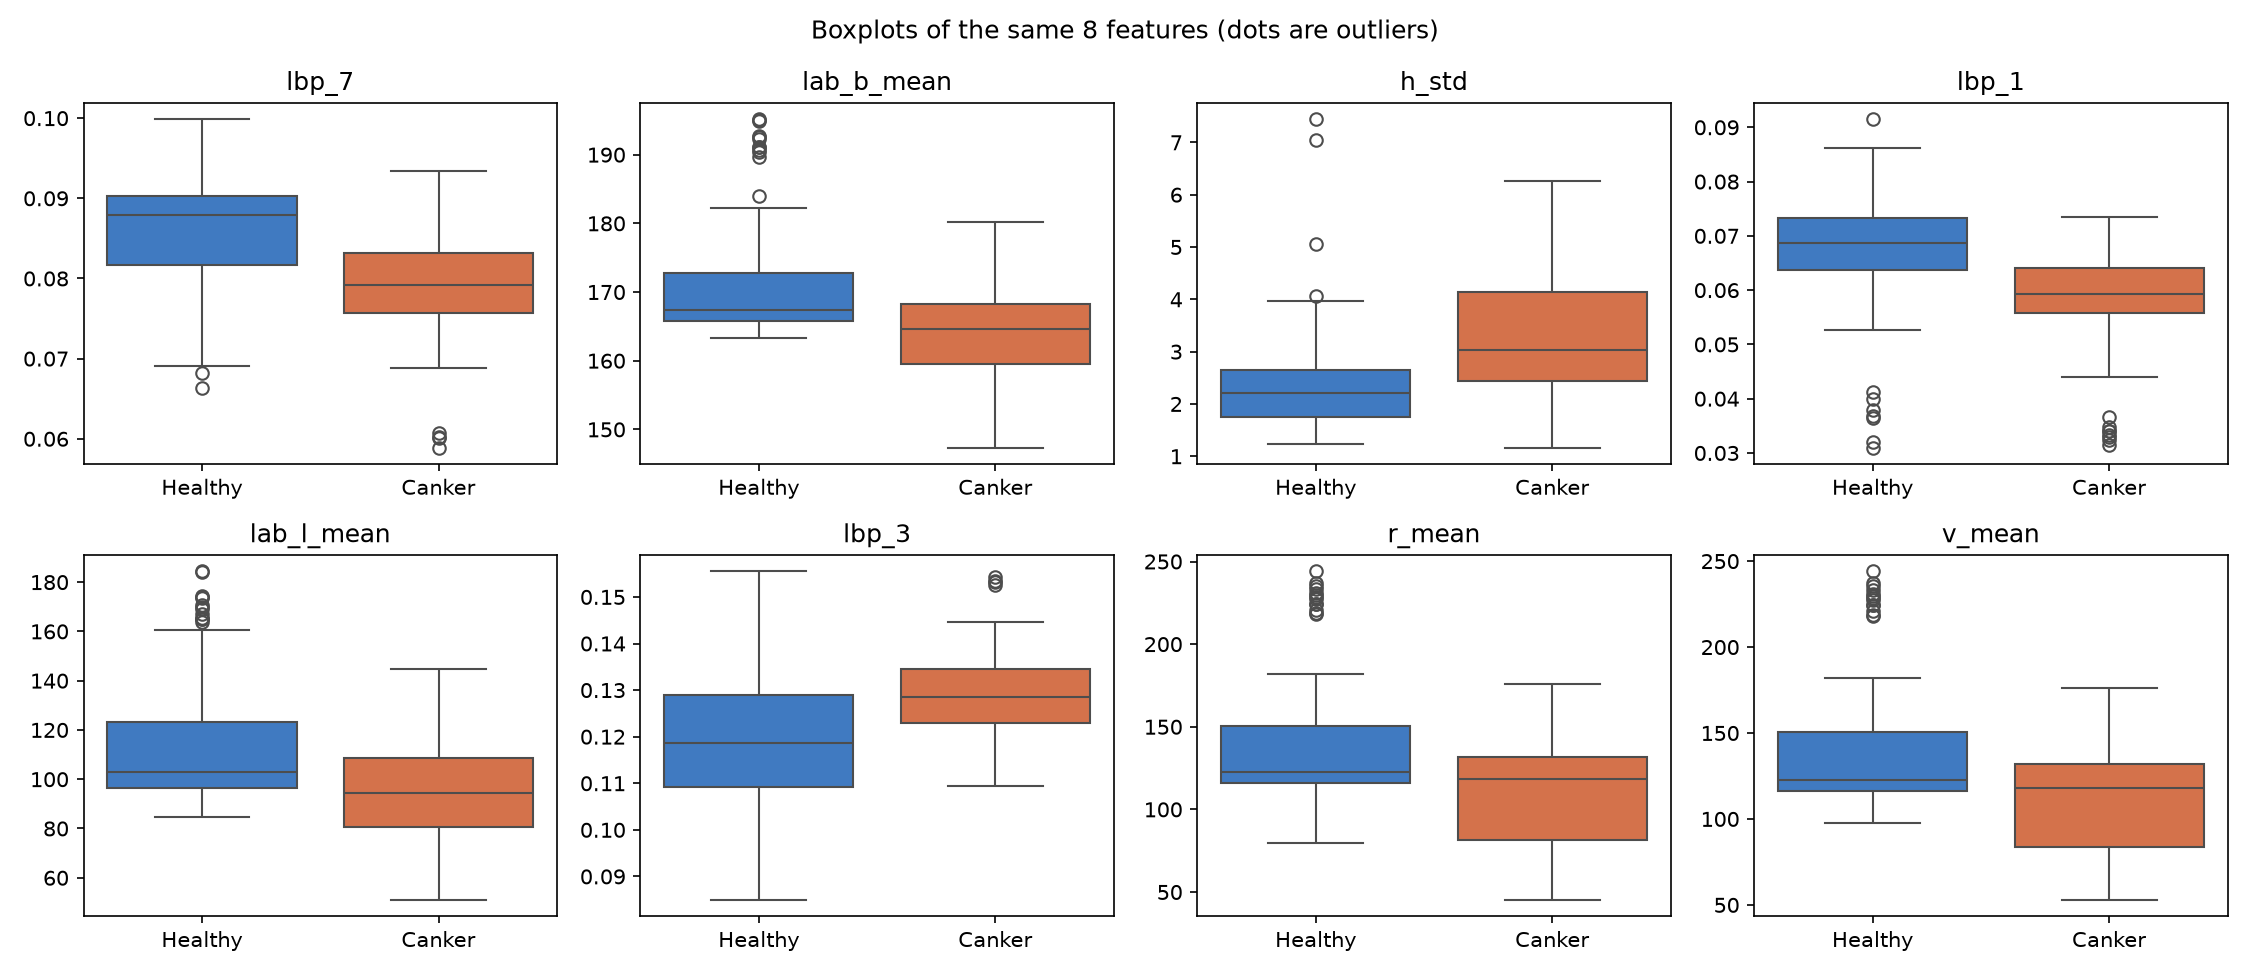 Boxplots of the same 8 features (dots are outliers)
lbp_7
lab_b_mean
h_std
lbp_1
0.10
0.09
0.08
0.07
0.06
Healthy
Canker
190
180
170
160
150
Healthy
Canker
7
6
5
4
3
2
1
Healthy
Canker
0.09
0.08
0.07
0.06
0.05
0.04
0.03
Healthy
Canker
lab_l_mean
lbp_3
r_mean
v_mean
180
160
140
120
100
80
60
Healthy
Canker
0.15
0.14
0.13
0.12
0.11
0.10
0.09
Healthy
Canker
250
200
150
100
50
Healthy
Canker
250
200
150
100
50
Healthy
Canker